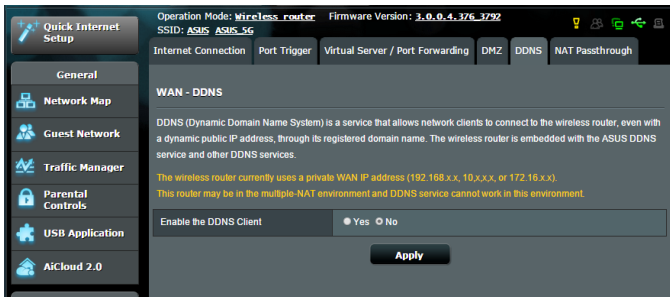 Quick Internet
Setup
Operation Mode: Wireless router Firmware Version: 3.0.0.4.376_3792
SSID: ASUS ASUS_5G
Internet Connection Port Trigger Virtual Server / Port Forwarding DMZ DDNS NAT Passthrough
General
Network Map
Guest Network
Traffic Manager
Parental
Controls
USB Application
AiCloud 2.0
WAN - DDNS
DDNS (Dynamic Domain Name System) is a service that allows network clients to connect to the wireless router, even with
a dynamic public IP address, through its registered domain name. The wireless router is embedded with the ASUS DDNS
service and other DDNS services.
The wireless router currently uses a private WAN IP address (192.168.x.x, 10,x,x,x, or 172.16.x.x).
This router may be in the multiple-NAT environment and DDNS service cannot work in this environment.
Enable the DDNS Client Yes No
Apply